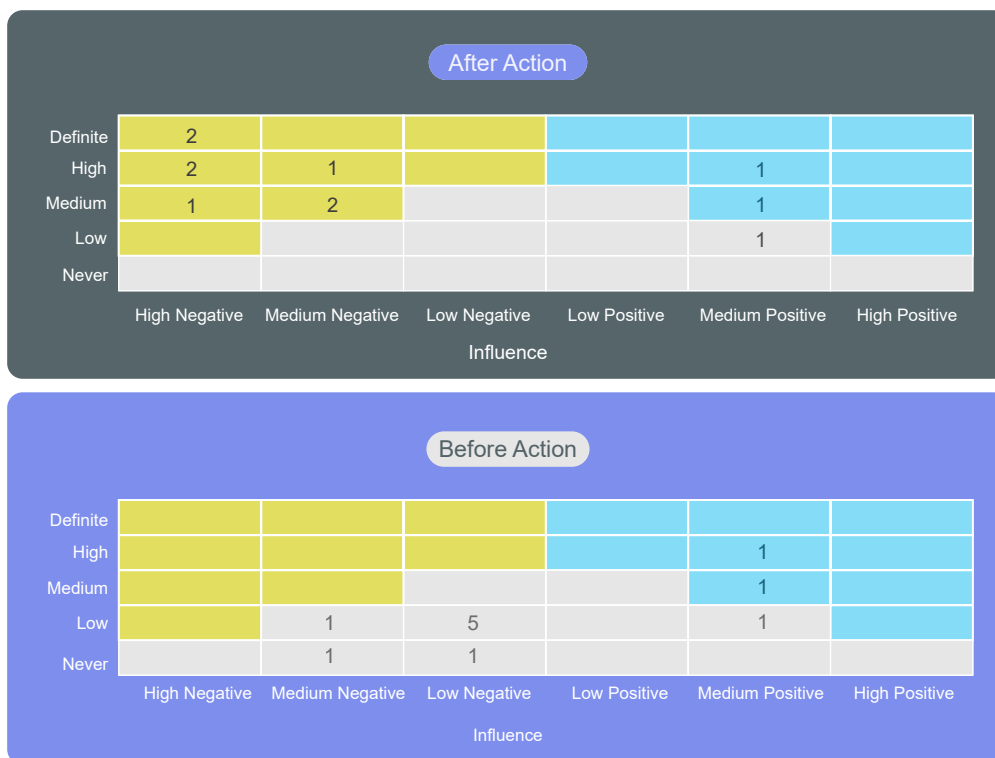 After Action
Definite 2
High 2 1 1
Medium 1 2 1
Low 1
Never
High Negative Medium Negative Low Negative Low Positive Medium Positive High Positive
Influence
Before Action
Definite
High 1
Medium 1
Low 1 5 1
Never 1 1
High Negative Medium Negative Low Negative Low Positive Medium Positive High Positive
Influence